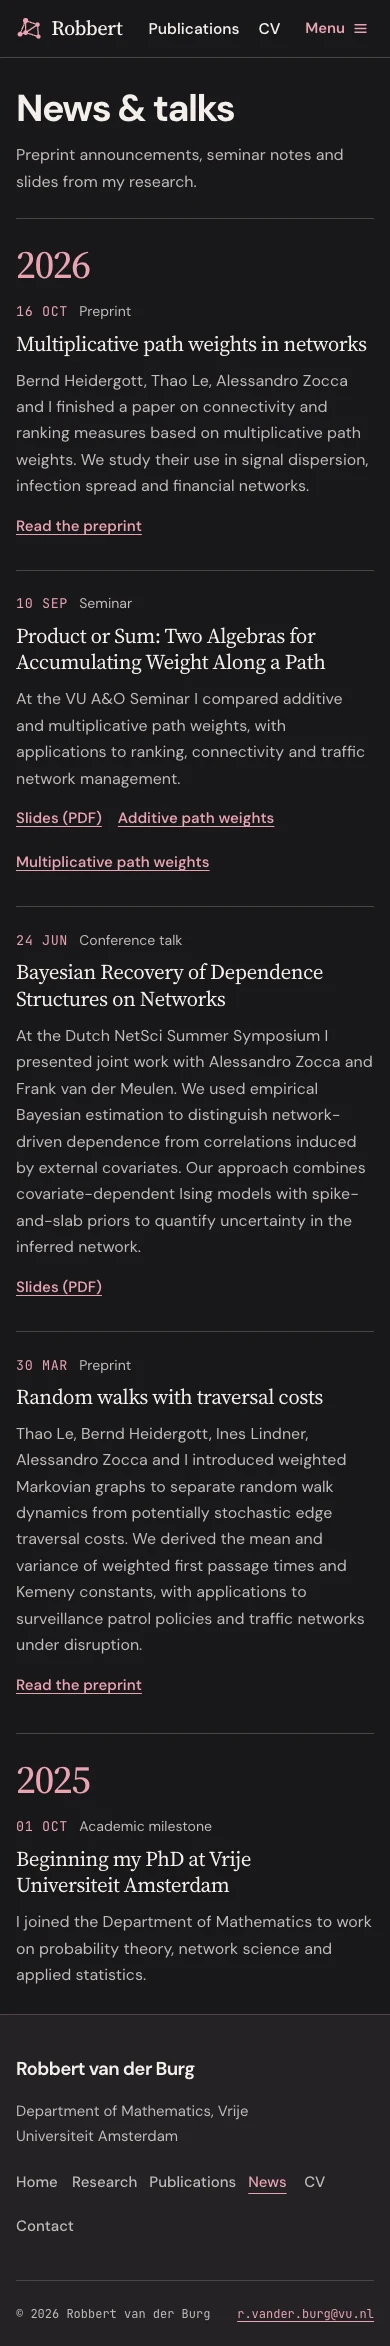 Robbert Publications CV Menu
News & talks
Preprint announcements, seminar notes and
slides from my research.
2026
16 OCT Preprint
Multiplicative path weights in networks
Bernd Heidergott, Thao Le, Alessandro Zocca
and I finished a paper on connectivity and
ranking measures based on multiplicative path
weights. We study their use in signal dispersion,
infection spread and financial networks.
Read the preprint
10 SEP Seminar
Product or Sum: Two Algebras for
Accumulating Weight Along a Path
At the VU A&O Seminar I compared additive
and multiplicative path weights, with
applications to ranking, connectivity and traffic
network management.
Slides (PDF) Additive path weights
Multiplicative path weights
24 JUN Conference talk
Bayesian Recovery of Dependence
Structures on Networks
At the Dutch NetSci Summer Symposium I
presented joint work with Alessandro Zocca and
Frank van der Meulen. We used empirical
Bayesian estimation to distinguish network-
driven dependence from correlations induced
by external covariates. Our approach combines
covariate-dependent Ising models with spike-
and-slab priors to quantify uncertainty in the
inferred network.
Slides (PDF)
30 MAR Preprint
Random walks with traversal costs
Thao Le, Bernd Heidergott, Ines Lindner,
Alessandro Zocca and I introduced weighted
Markovian graphs to separate random walk
dynamics from potentially stochastic edge
traversal costs. We derived the mean and
variance of weighted first passage times and
Kemeny constants, with applications to
surveillance patrol policies and traffic networks
under disruption.
Read the preprint
2025
01 OCT Academic milestone
Beginning my PhD at Vrije
Universiteit Amsterdam
I joined the Department of Mathematics to work
on probability theory, network science and
applied statistics.
Robbert van der Burg
Department of Mathematics, Vrije
Universiteit Amsterdam
Home Research Publications News CV
Contact
© 2026 Robbert van der Burg r.vander.burg@vu.nl